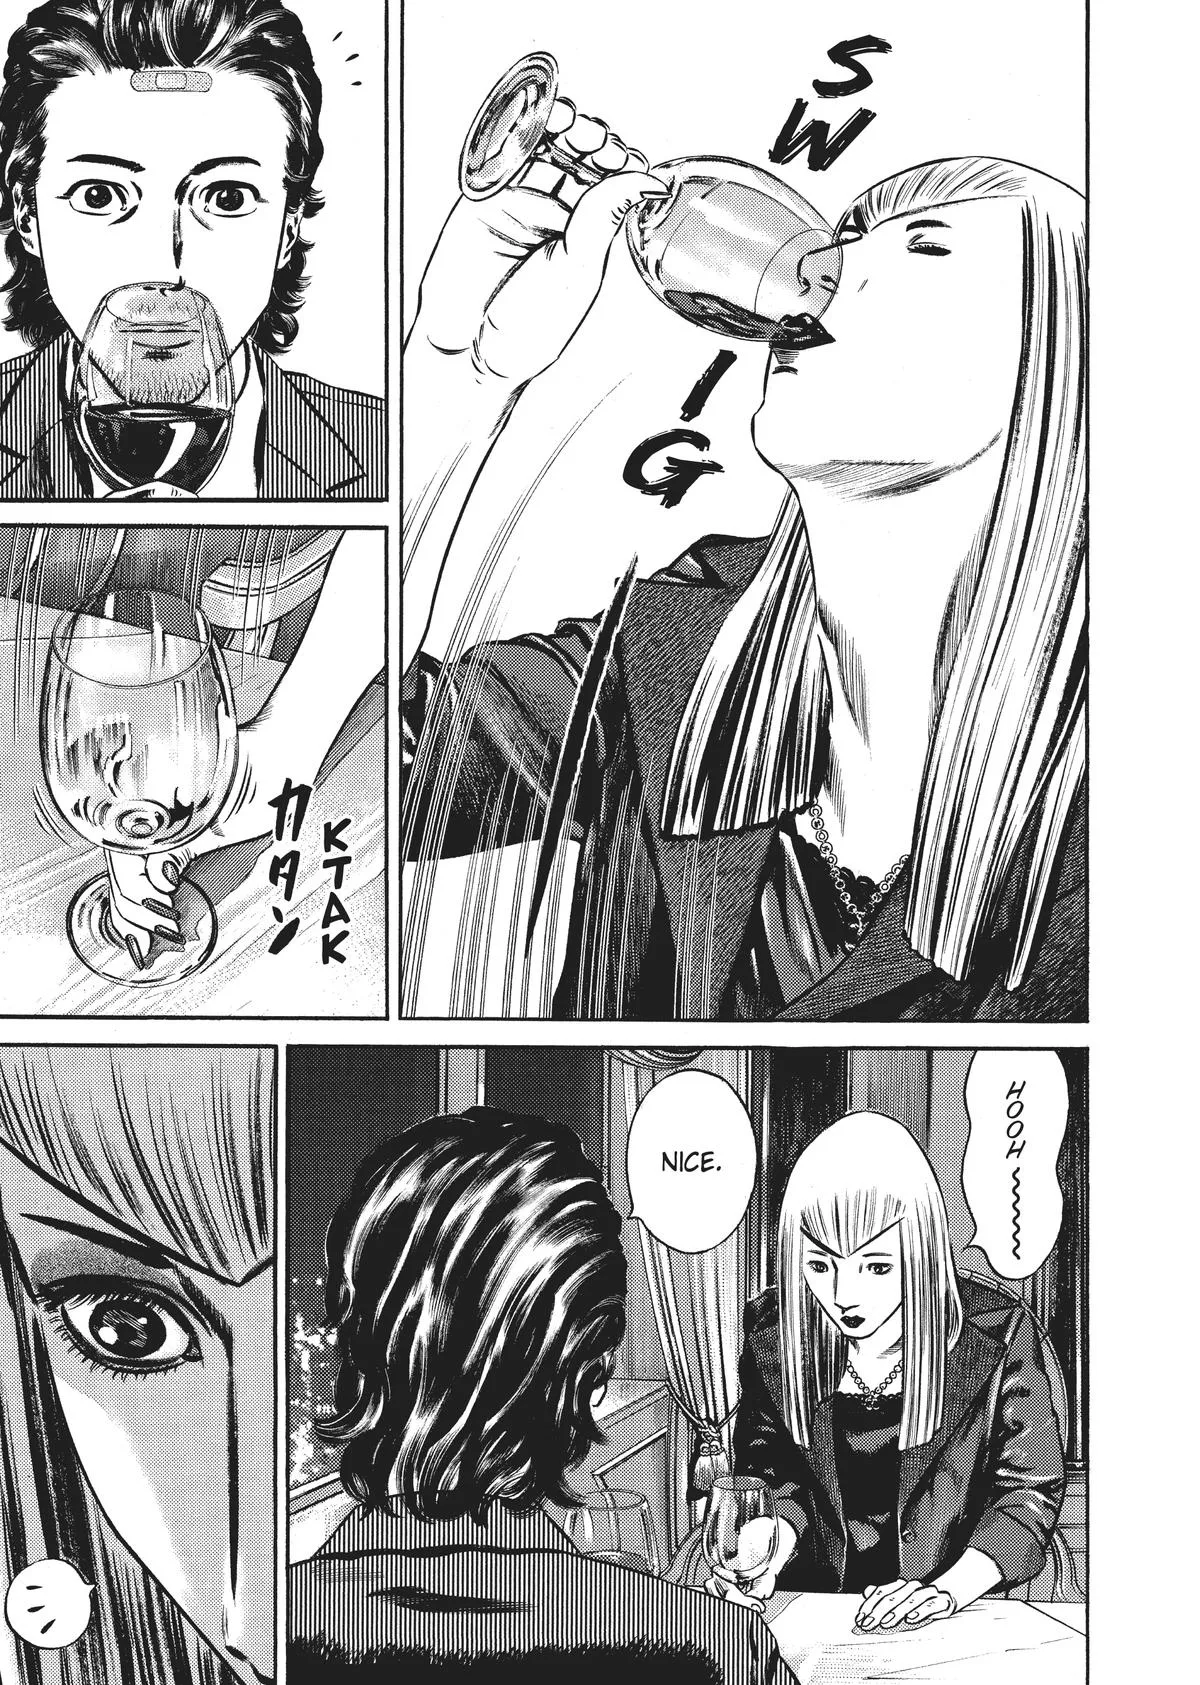 SWIG
カタン
KTAK
HOOH
NICE.